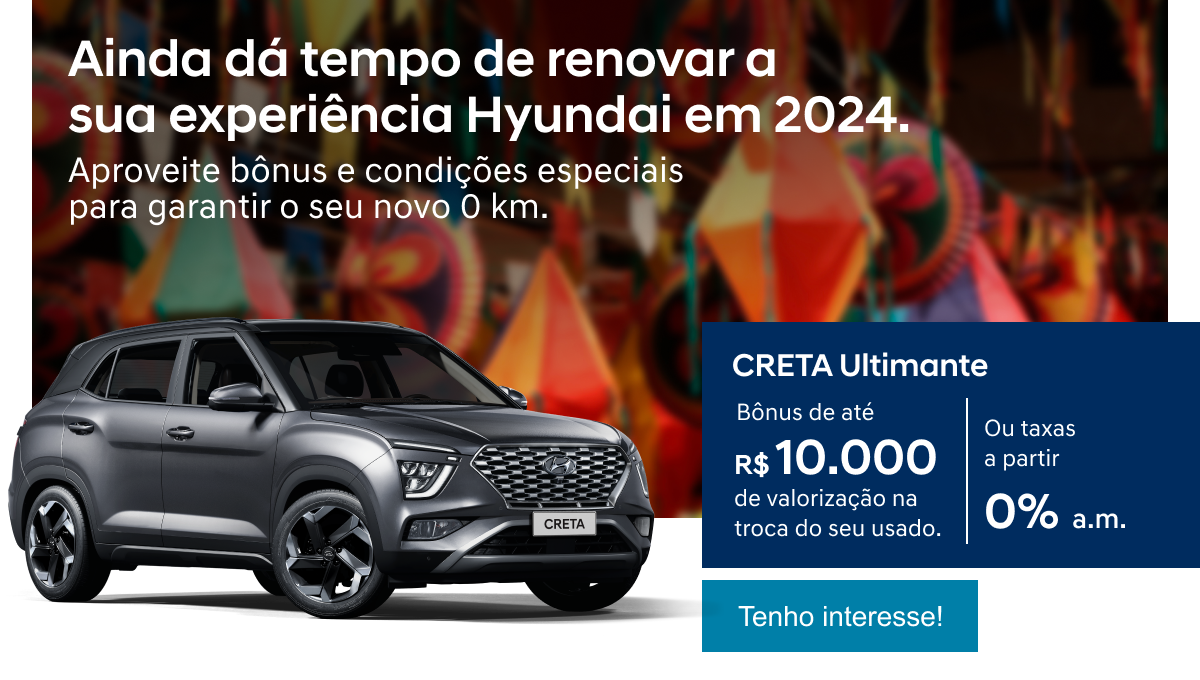 Ainda dá tempo de renovar a
sua experiência Hyundai em 2024.
Aproveite bônus e condições especiais
para garantir o seu novo 0 km.
CRETA Ultimante
Bônus de até
R$ 10.000
de valorização na
troca do seu usado.
Ou taxas
a partir
0% a.m.
CRETA
Tenho interesse!